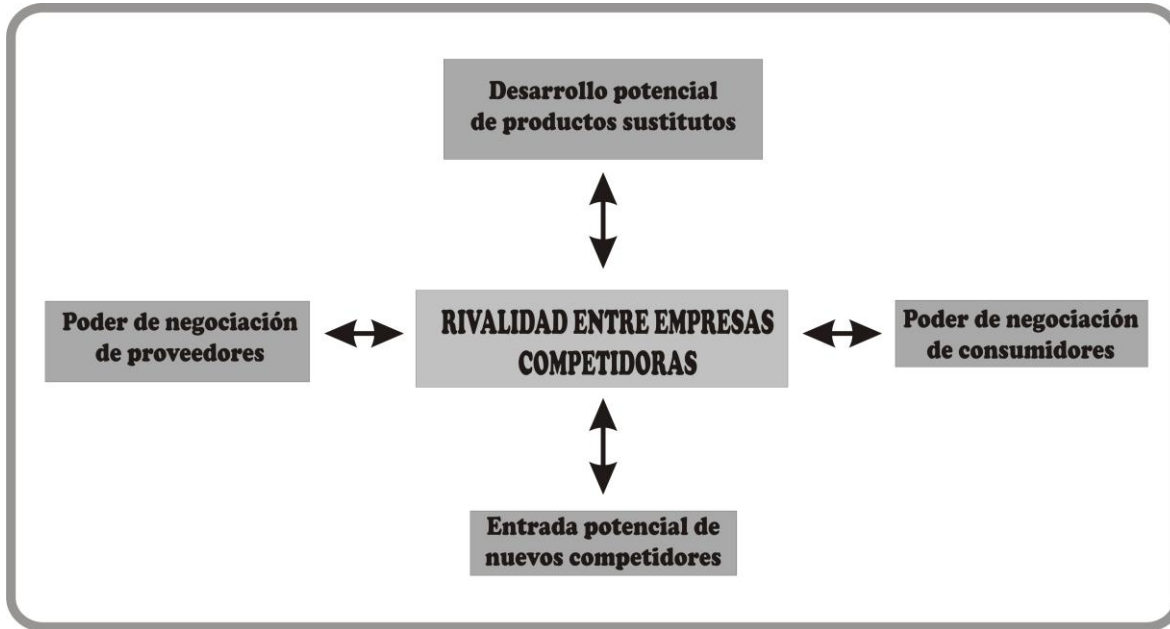 Desarrollo potencial
de productos sustitutos
Poder de negociación
de proveedores
RIVALIDAD ENTRE EMPRESAS
COMPETIDORAS
Poder de negociación
de consumidores
Entrada potencial de
nuevos competidores